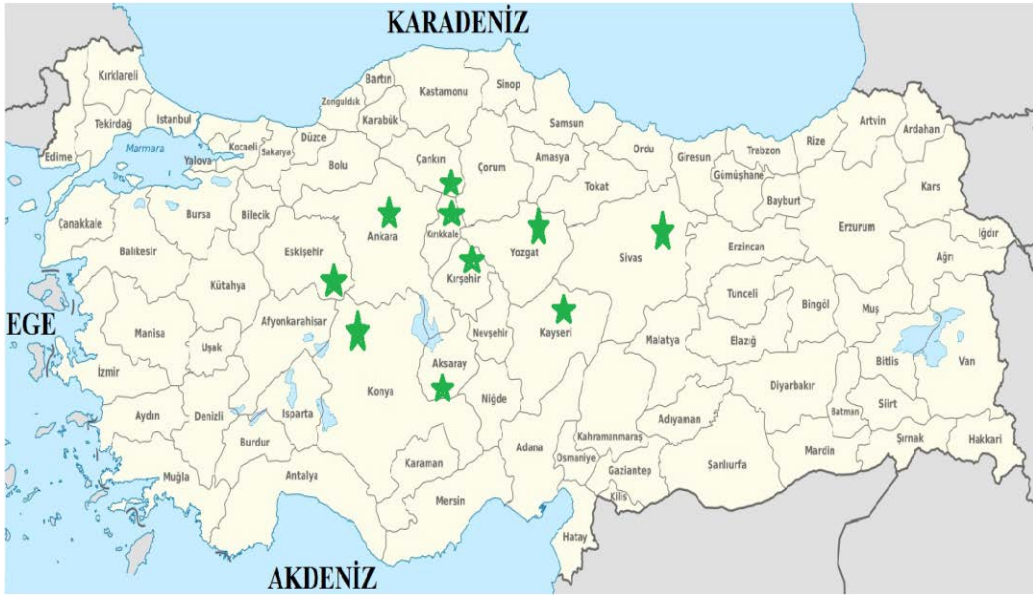 KARADENİZ
Kırklareli
Edime
Tekirdağ
Istanbul
Marmara
Yalova
Kocaeli
Sakarya
Düzce
Zonguldık
Bartın
Karabük
Kastamonu
Sinop
Samsun
Ordu
Giresun
Trabzon
Rize
Artvin
Ardahan
Bolu
Çankırı
Çorum
Amasya
Tokat
Gümüşhane
Bayburt
Kars
Çanakkale
Bursa
Bilecik
Ankara
Kırıkkale
Yozgat
Sivas
Erzincan
Erzurum
Iğdır
Ağrı
Balıkesir
Eskişehir
Kütahya
Kırşehir
Tunceli
Bingöl
Muş
EGE
Manisa
Uşak
Afyonkarahisar
Nevşehir
Kayseri
Malatya
Elazığ
Bitlis
Van
İzmir
Aksaray
Konya
Niğde
Diyarbakır
Batman
Siirt
Aydın
Denizli
Isparta
Burdur
Adıyaman
Mardin
Şırnak
Hakkari
Muğla
Antalya
Karaman
Mersin
Adana
Kahramanmaraş
Osmaniye
Gaziantep
Kilis
Şanlıurfa
Hatay
AKDENİZ